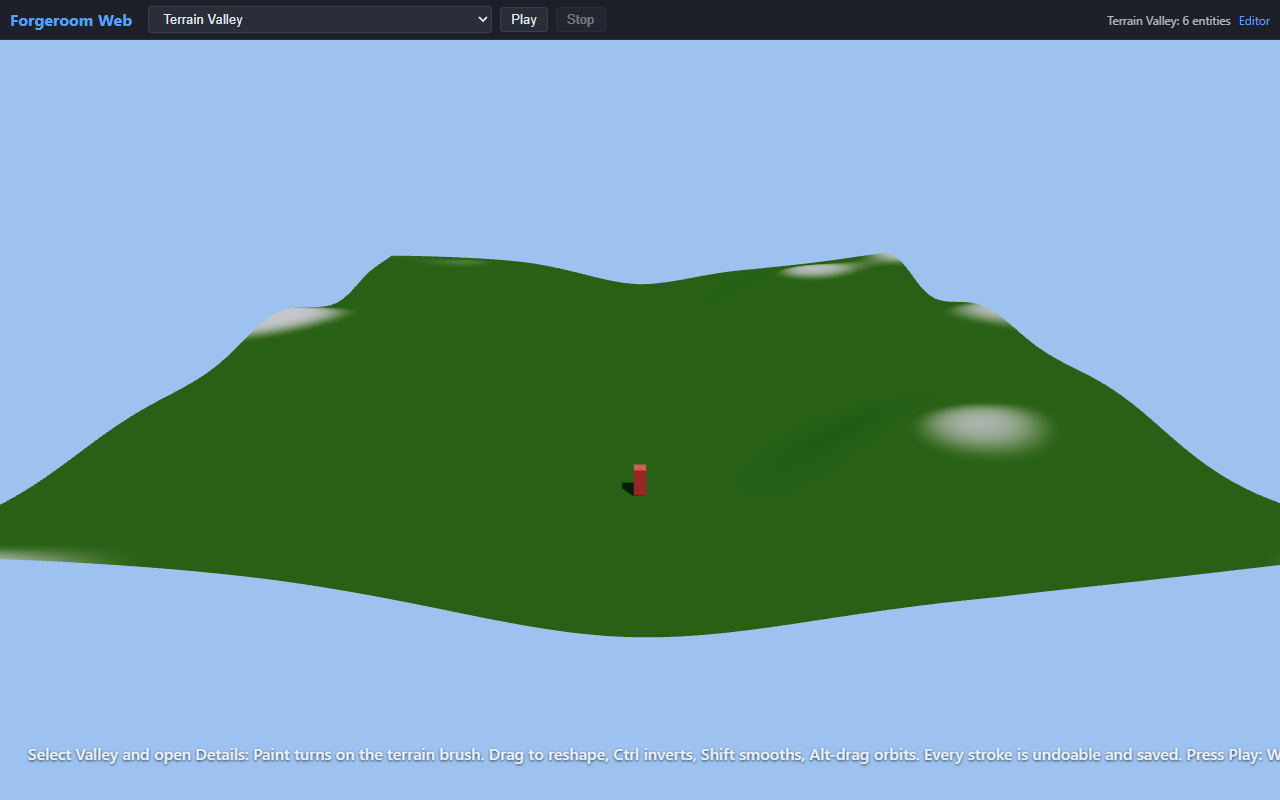 Forgeroom Web
Terrain Valley
Play
Stop
Terrain Valley: 6 entities
Editor
Select Valley and open Details: Paint turns on the terrain brush. Drag to reshape, Ctrl inverts, Shift smooths, Alt-drag orbits. Every stroke is undoable and saved. Press Play: